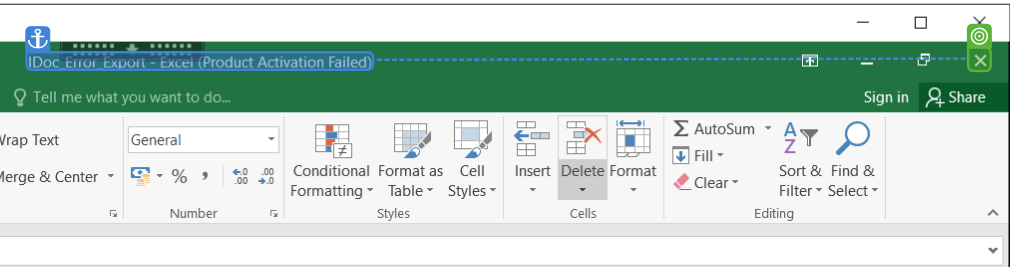 IDoc_Error_Export - Excel (Product Activation Failed)
Tell me what you want to do...
Sign in Share
Wrap Text General Conditional Format as Cell Insert Delete Format AutoSum Sort & Find &
Merge & Center % , .0 .00 .00 .0 Formatting Table Styles Fill Filter Select
Clear
Number Styles Cells Editing